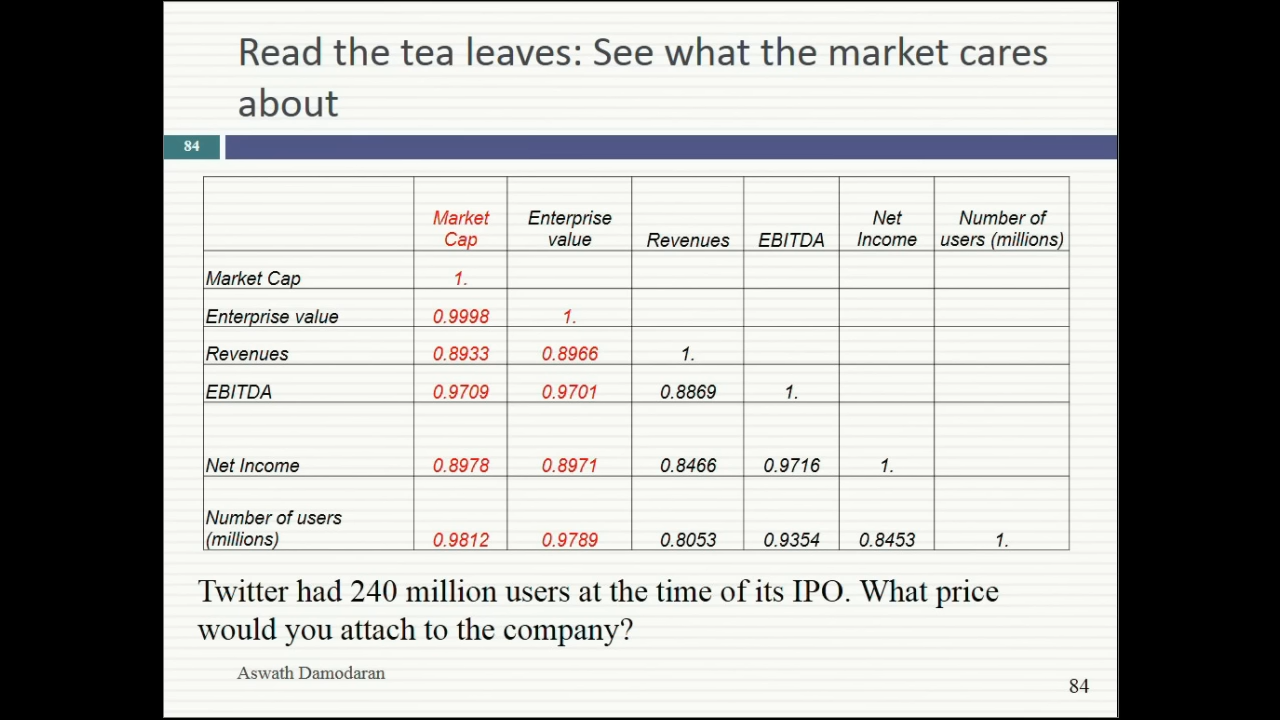 Read the tea leaves: See what the market cares
about
84
Market
Cap
Enterprise
value
Revenues
EBITDA
Net
Income
Number of
users (millions)
Market Cap 1.
Enterprise value 0.9998 1.
Revenues 0.8933 0.8966 1.
EBITDA 0.9709 0.9701 0.8869 1.
Net Income 0.8978 0.8971 0.8466 0.9716 1.
Number of users
(millions) 0.9812 0.9789 0.8053 0.9354 0.8453 1.
Twitter had 240 million users at the time of its IPO. What price
would you attach to the company?
Aswath Damodaran
84